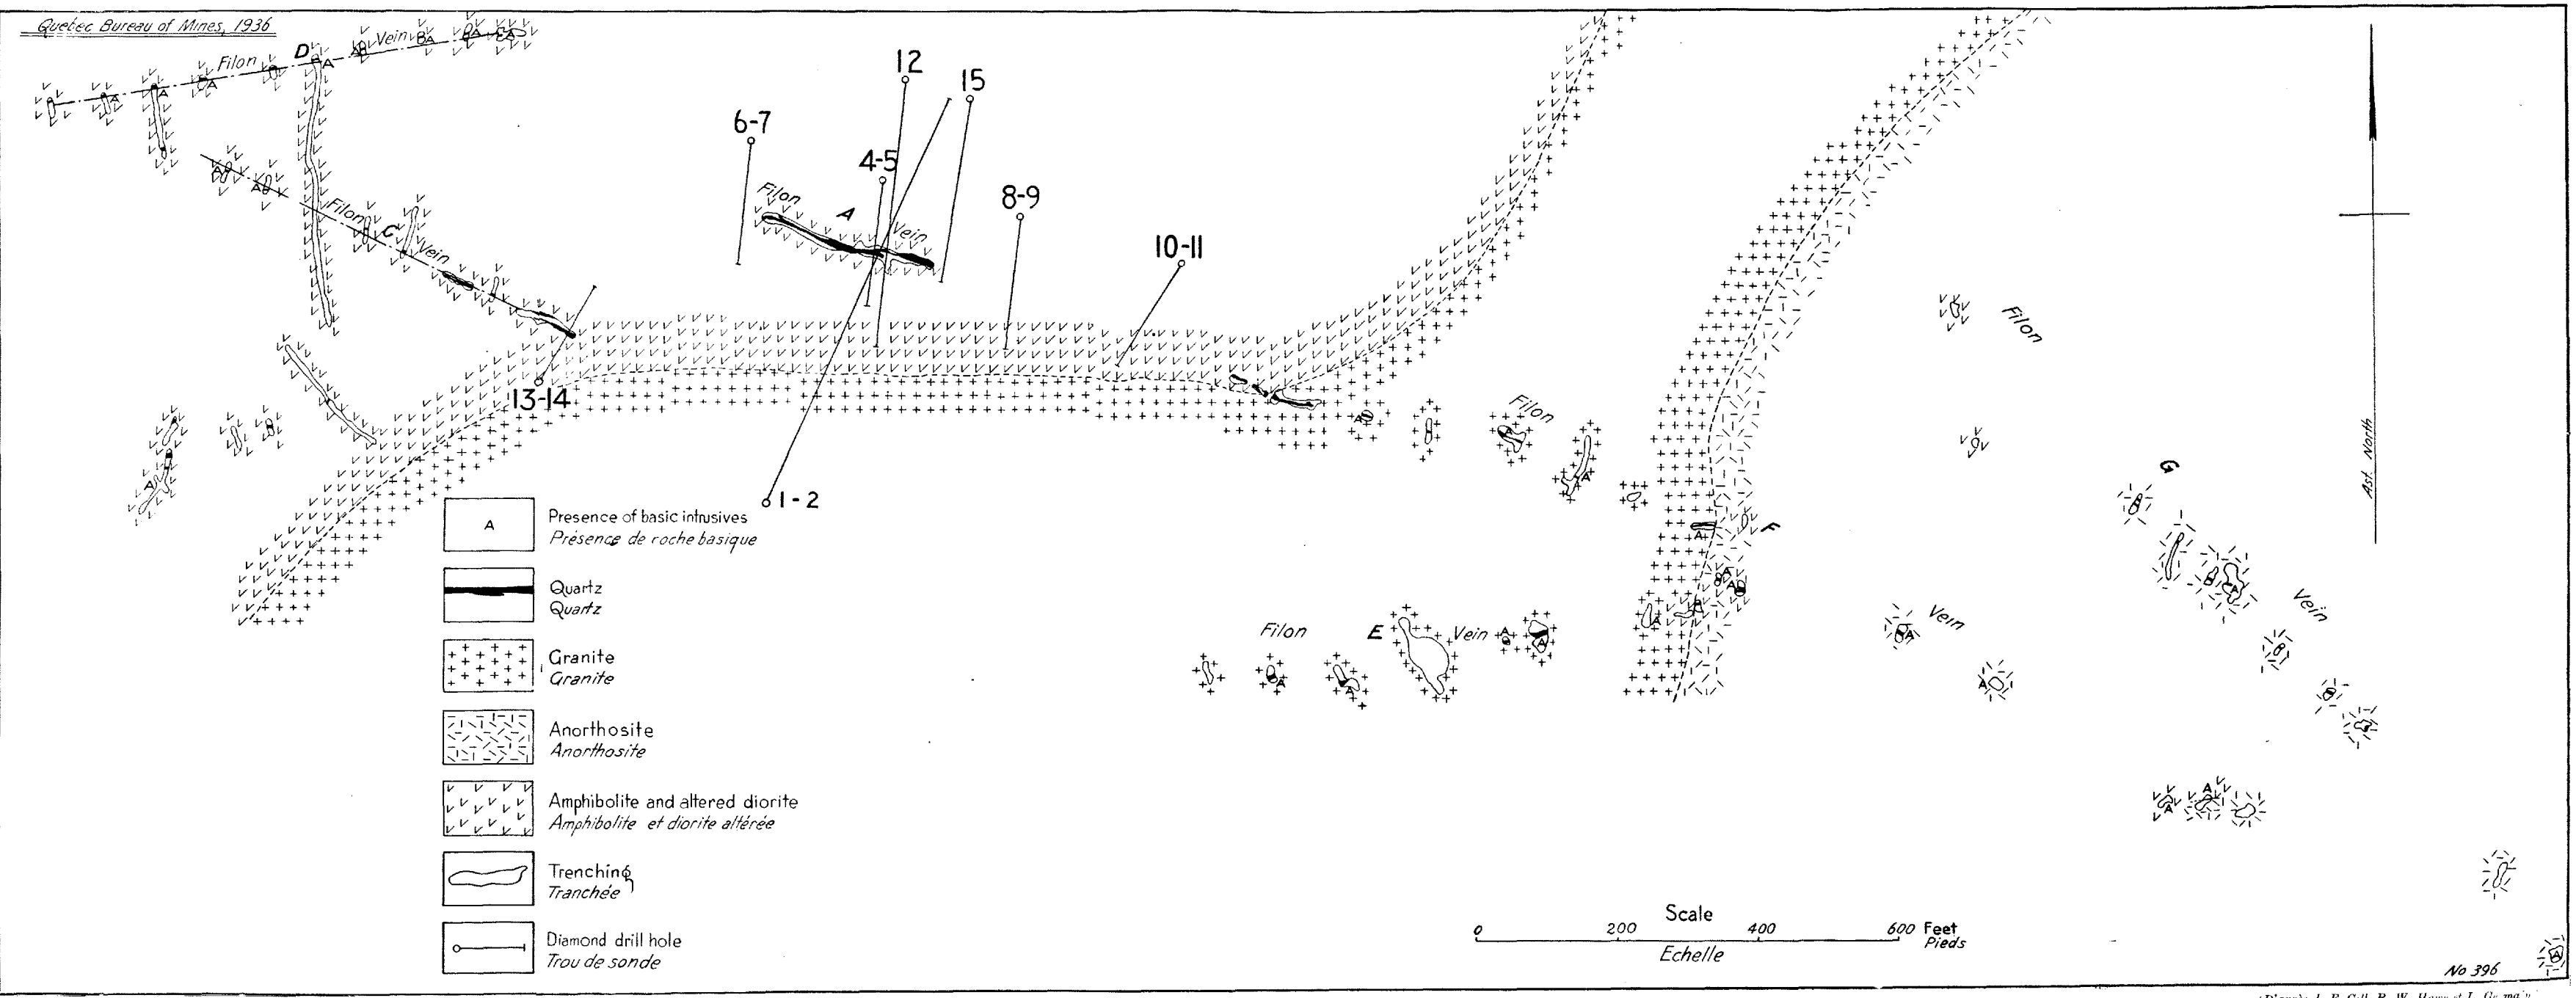 Quebec Bureau of Mines, 1936
D
Filon
Vein
A
Filon
C
Vein
12
15
6-7
4-5
Filon
A
Vein
8-9
10-11
13-14
1-2
Filon
Filon
F
Vein
Filon
E
Vein
G
Vein
Ast. North
A
Presence of basic intrusives
Présence de roche basique
Quartz
Quartz
Granite
Granite
Anorthosite
Anorthosite
Amphibolite and altered diorite
Amphibolite et diorite altérée
Trenching
Tranchée
Diamond drill hole
Trou de sonde
Scale
0 200 400 600 Feet
Pieds
Echelle
No 396